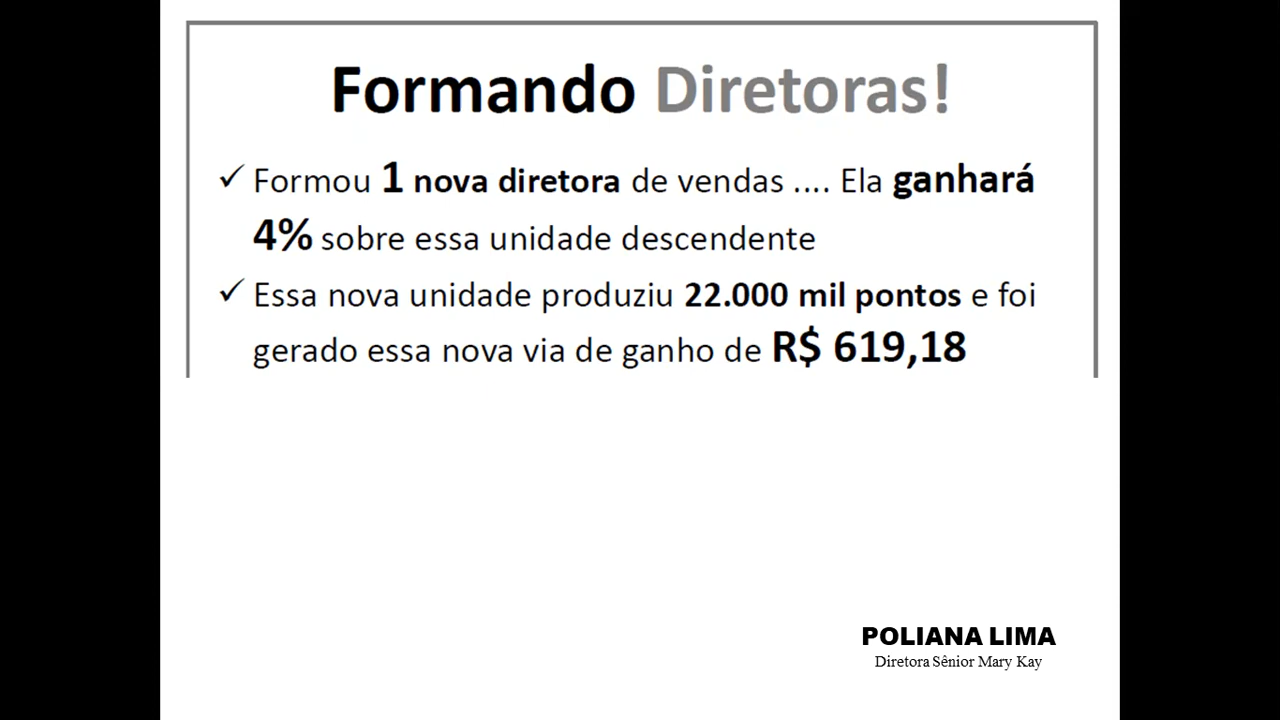 Formando Diretoras!
✓ Formou 1 nova diretora de vendas .... Ela ganhará
4% sobre essa unidade descendente
✓ Essa nova unidade produziu 22.000 mil pontos e foi
gerado essa nova via de ganho de R$ 619,18
POLIANA LIMA
Diretora Sênior Mary Kay